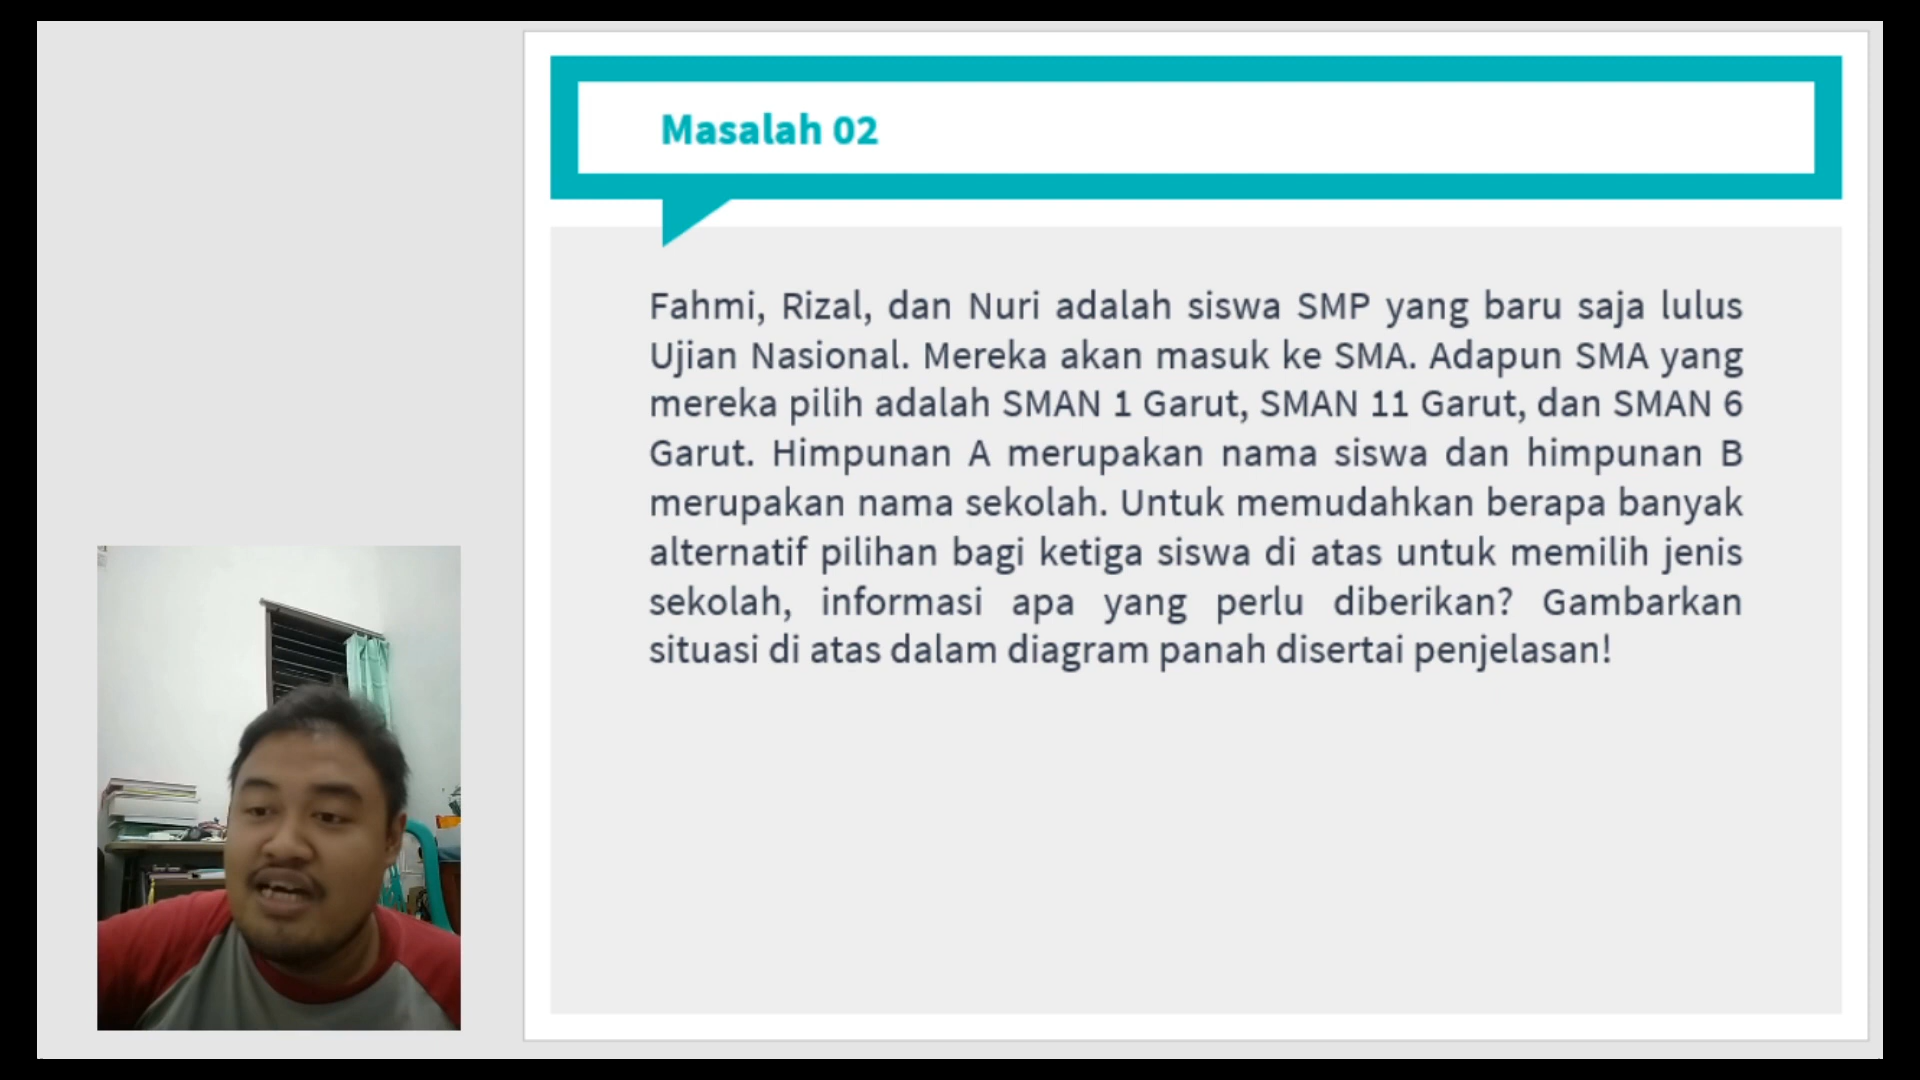 Masalah 02
Fahmi, Rizal, dan Nuri adalah siswa SMP yang baru saja lulus
Ujian Nasional. Mereka akan masuk ke SMA. Adapun SMA yang
mereka pilih adalah SMAN 1 Garut, SMAN 11 Garut, dan SMAN 6
Garut. Himpunan A merupakan nama siswa dan himpunan B
merupakan nama sekolah. Untuk memudahkan berapa banyak
alternatif pilihan bagi ketiga siswa di atas untuk memilih jenis
sekolah, informasi apa yang perlu diberikan? Gambarkan
situasi di atas dalam diagram panah disertai penjelasan!